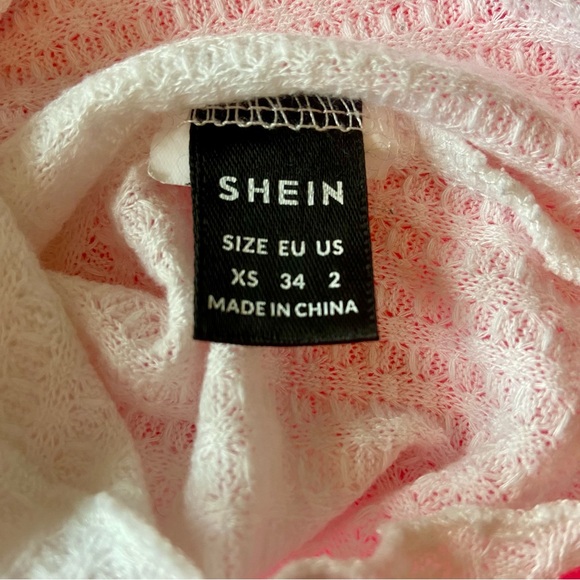 SHEIN
SIZE EU US
XS 34 2
MADE IN CHINA